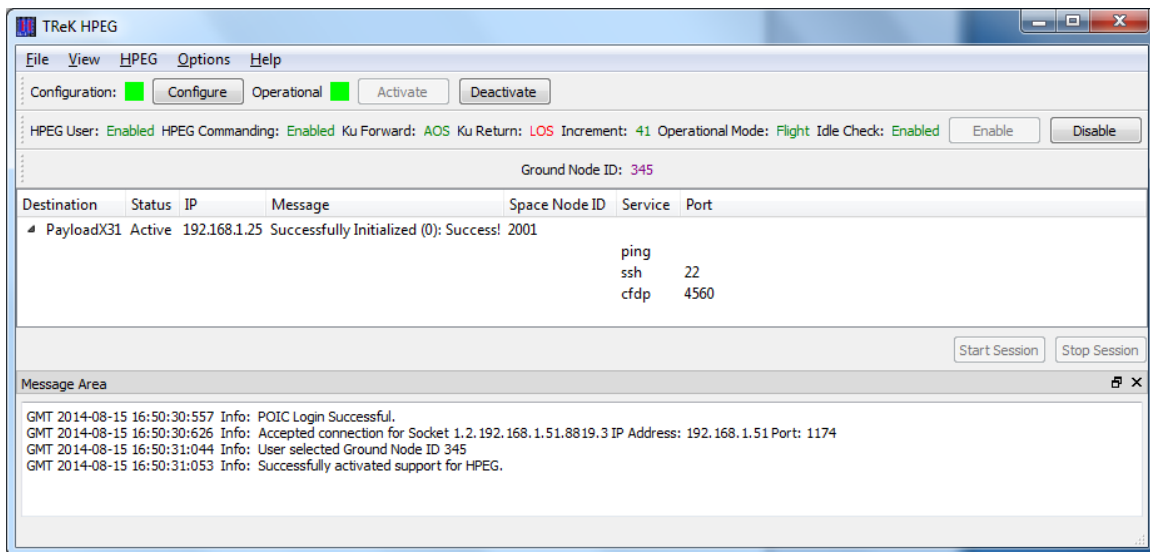 TReK HPEG
File View HPEG Options Help
Configuration: Configure Operational Activate Deactivate
HPEG User: Enabled HPEG Commanding: Enabled Ku Forward: AOS Ku Return: LOS Increment: 41 Operational Mode: Flight Idle Check: Enabled Enable Disable
Ground Node ID: 345
Destination Status IP Message Space Node ID Service Port
PayloadX31 Active 192.168.1.25 Successfully Initialized (0): Success! 2001
ping
ssh 22
cfdp 4560
Start Session Stop Session
Message Area
GMT 2014-08-15 16:50:30:557 Info: POIC Login Successful.
GMT 2014-08-15 16:50:30:626 Info: Accepted connection for Socket 1.2.192.168.1.51.8819.3 IP Address: 192.168.1.51 Port: 1174
GMT 2014-08-15 16:50:31:044 Info: User selected Ground Node ID 345
GMT 2014-08-15 16:50:31:053 Info: Successfully activated support for HPEG.